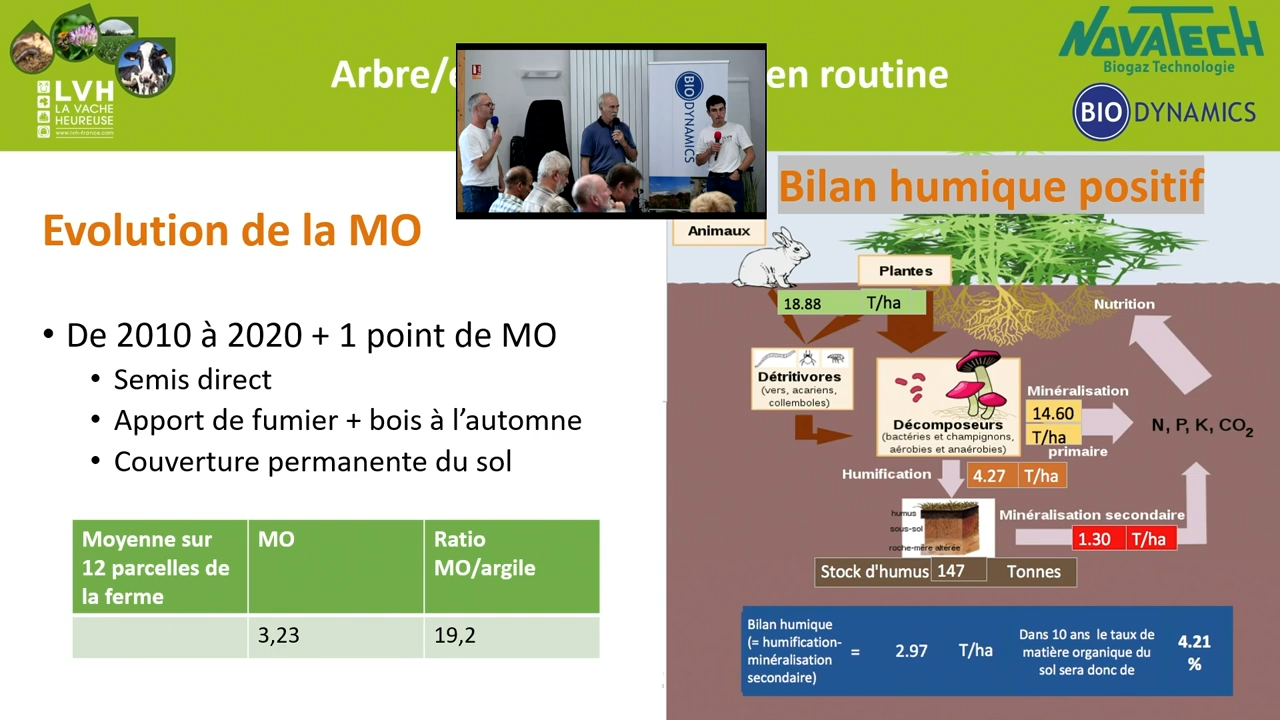 LVH
LA VACHE
HEUREUSE
www.lvh-france.com
Arbre/
en routine
NOVATECH
Biogaz Technologie
BIO DYNAMICS
BIO DYNAMICS
Evolution de la MO
• De 2010 à 2020 + 1 point de MO
• Semis direct
• Apport de fumier + bois à l'automne
• Couverture permanente du sol
Moyenne sur
12 parcelles de
la ferme
MO
Ratio
MO/argile
3,23
19,2
Bilan humique positif
Animaux
Plantes
18.88 T/ha
Nutrition
Détritivores
(vers, acariens,
collemboles)
Décomposeurs
(bactéries et champignons,
aérobies et anaérobies)
Minéralisation
14.60
T/ha
primaire
N, P, K, CO2
Humification
4.27 T/ha
humus
sous-sol
roche-mère altérée
Minéralisation secondaire
1.30 T/ha
Stock d'humus 147 Tonnes
Bilan humique
(= humification-
minéralisation
secondaire)
= 2.97 T/ha
Dans 10 ans le taux de
matière organique du
sol sera donc de
4.21
%